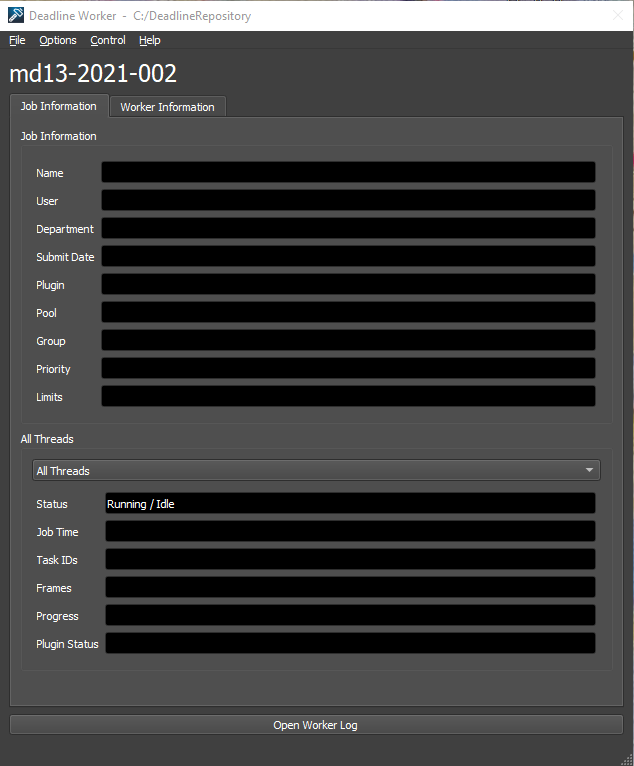 Deadline Worker - C:/DeadlineRepository
File Options Control Help
md13-2021-002
Job Information Worker Information
Job Information
Name
User
Department
Submit Date
Plugin
Pool
Group
Priority
Limits
All Threads
All Threads
Status Running / Idle
Job Time
Task IDs
Frames
Progress
Plugin Status
Open Worker Log